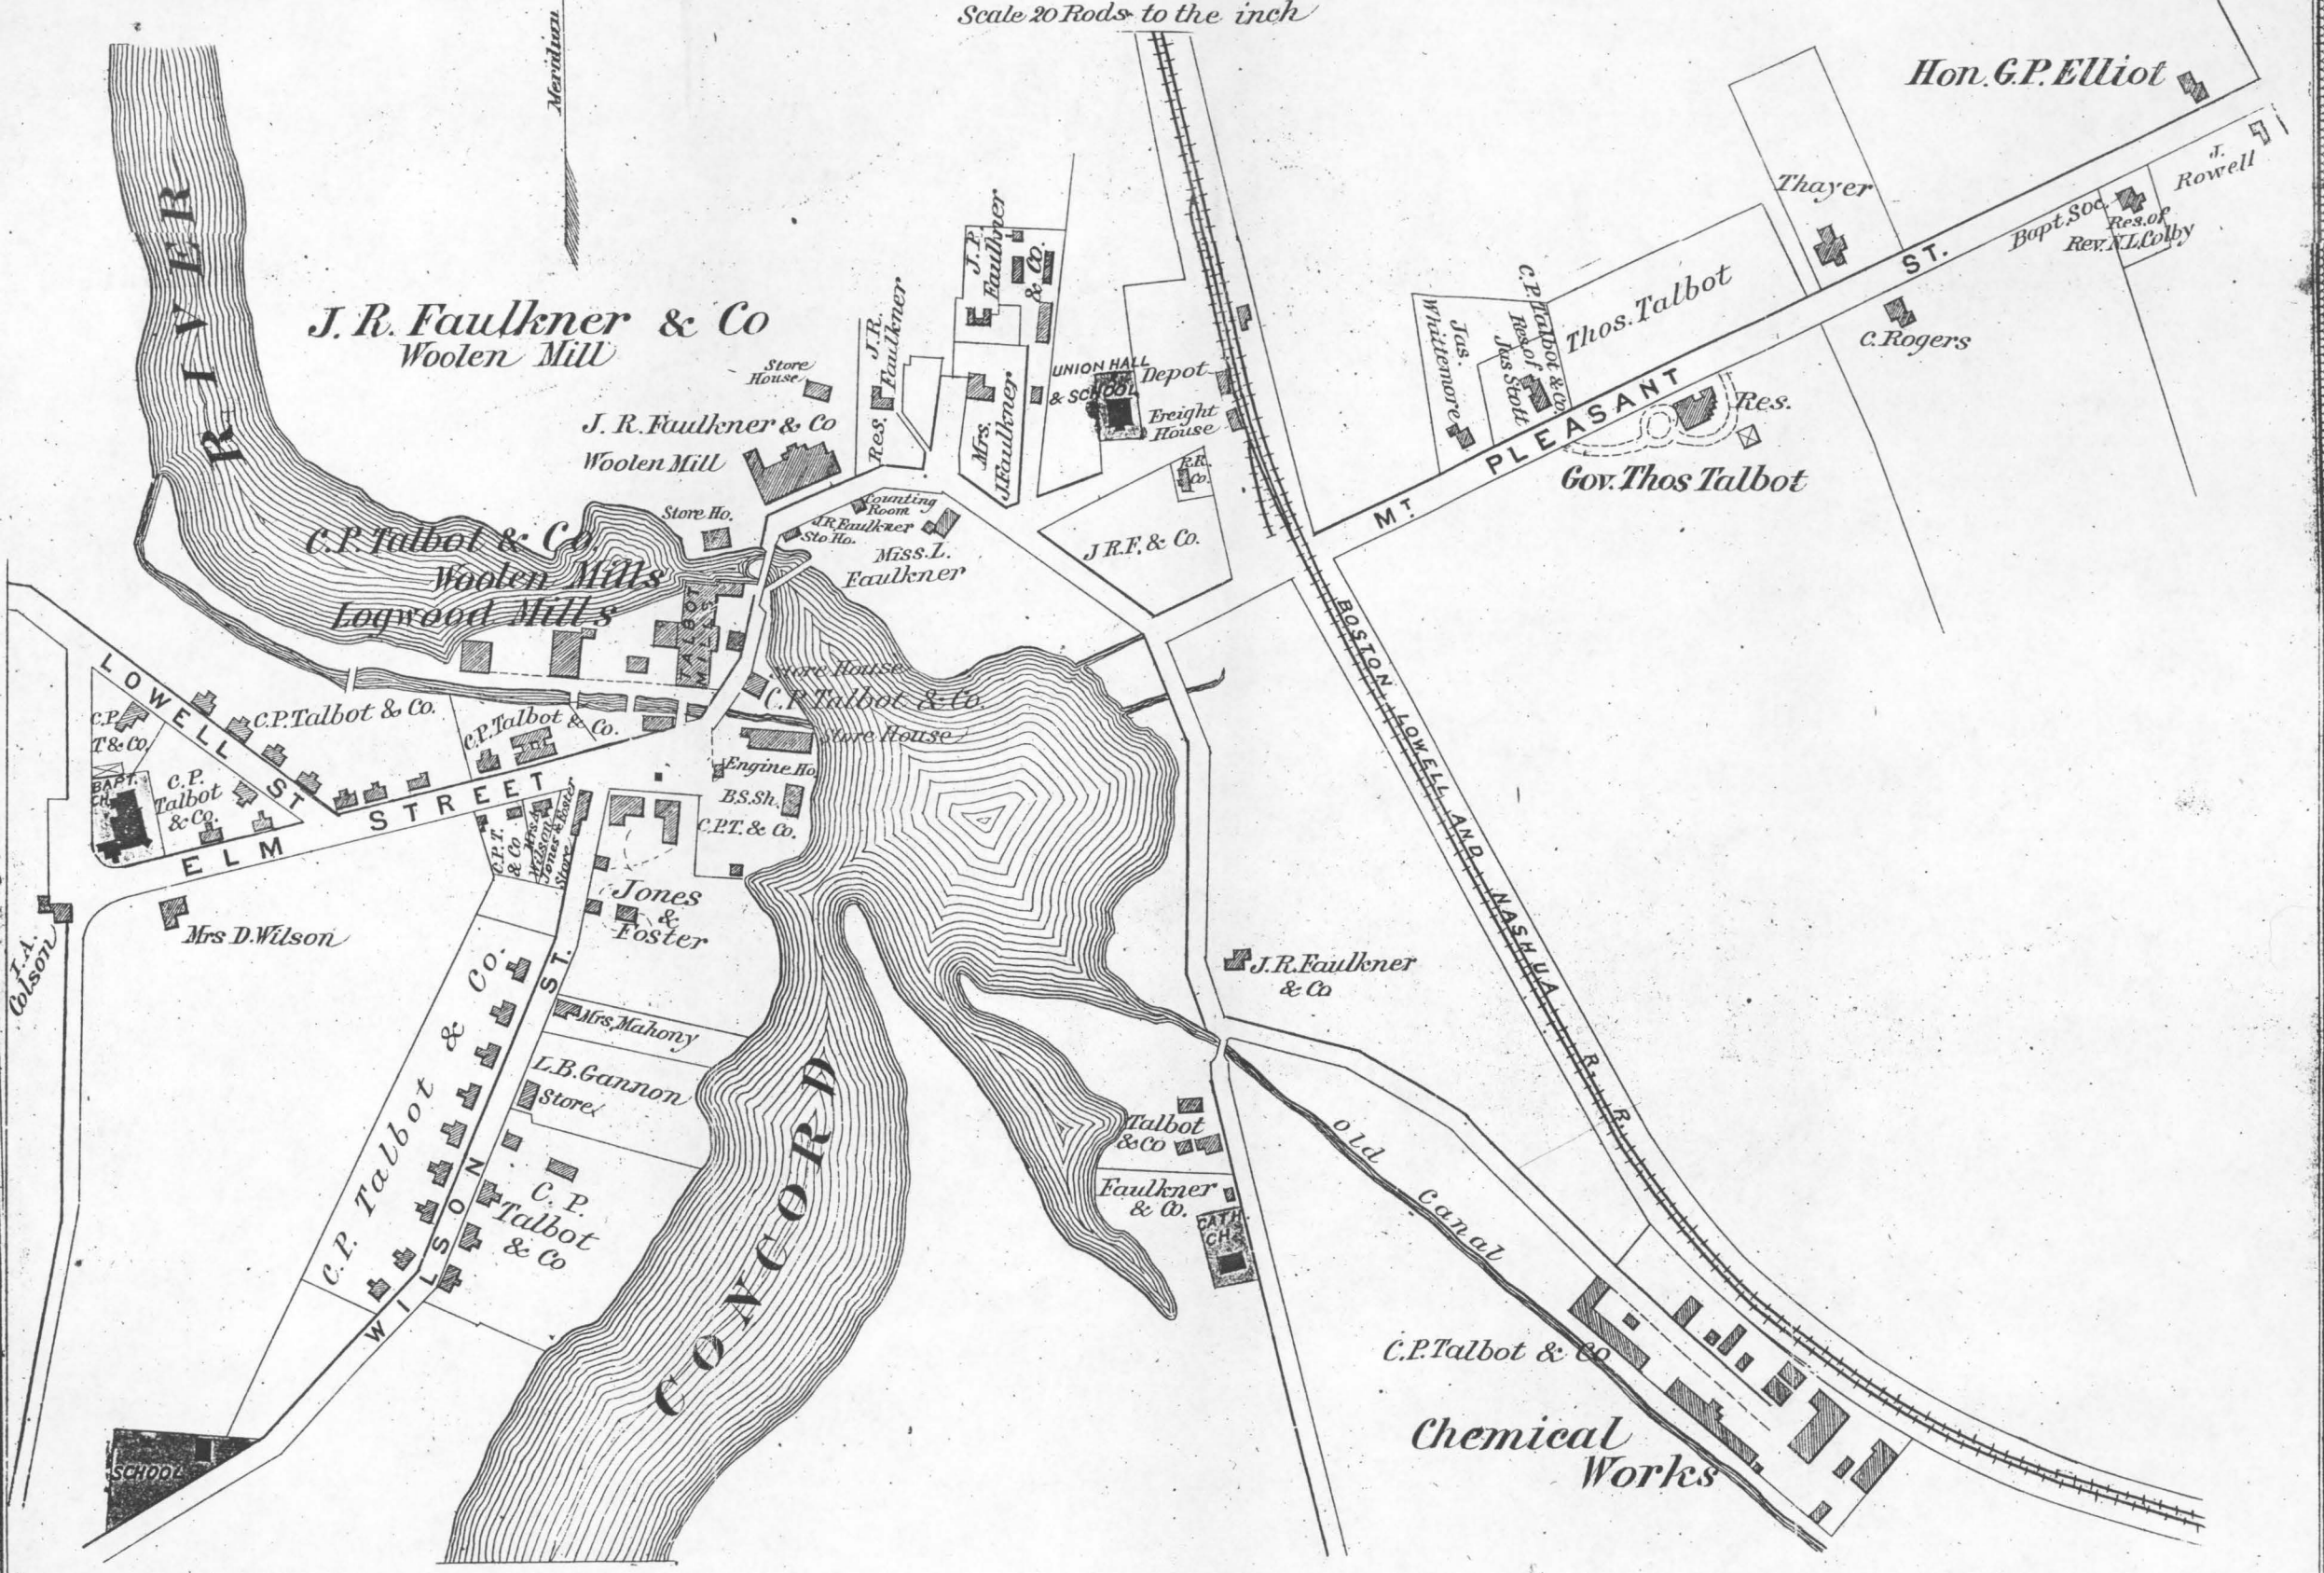 Scale 20 Rods to the inch
Meridian
RIVER
Hon. G.P. Elliot
J.
Rowell
Thayer
Bapt. Soc.
Res. of
Rev. N.L. Colby
ST.
C. Rogers
Thos. Talbot
C.P. Talbot & Co.
Res. of
Jas Scott
Jas.
Whittemore
MT. PLEASANT
Res.
Gov. Thos Talbot
J.R. Faulkner & Co
Woolen Mill
Store
House
J.R. Faulkner & Co
Woolen Mill
Res. J.R.
Faulkner
J.P.
Faulkner
& Co.
Mrs.
J. Faulkner
UNION HALL
& SCHOOL
Depot
Freight
House
R.R.
Co.
J.R.F. & Co.
Store Ho.
Counting
Room
J.R. Faulkner
Sto. Ho.
Miss. L.
Faulkner
C.P. Talbot & Co.
Woolen Mills
Logwood Mills
TALBOT
MILLS
Store House
C.P. Talbot & Co.
Store House
Engine Ho.
B.S. Sh.
C.P.T. & Co.
LOWELL ST
C.P.
T & Co.
C.P. Talbot & Co.
C.P. Talbot & Co.
BAPT.
CH.
C.P.
Talbot
& Co.
ELM STREET
C.P.T.
& Co
Mrs. A.
Wilson
Jones & Foster
Store
Jones
&
Foster
Mrs D. Wilson
I.A.
Colson
C.P. Talbot & Co.
WILSON ST.
Mrs. Mahony
L.B. Gannon
Store
C. P.
Talbot
& Co
SCHOOL
CONCORD
BOSTON LOWELL AND NASHUA R. R.
J.R. Faulkner
& Co
Talbot
& Co
Faulkner
& Co.
CATH.
CH.
Old Canal
C.P. Talbot & Co
Chemical
Works